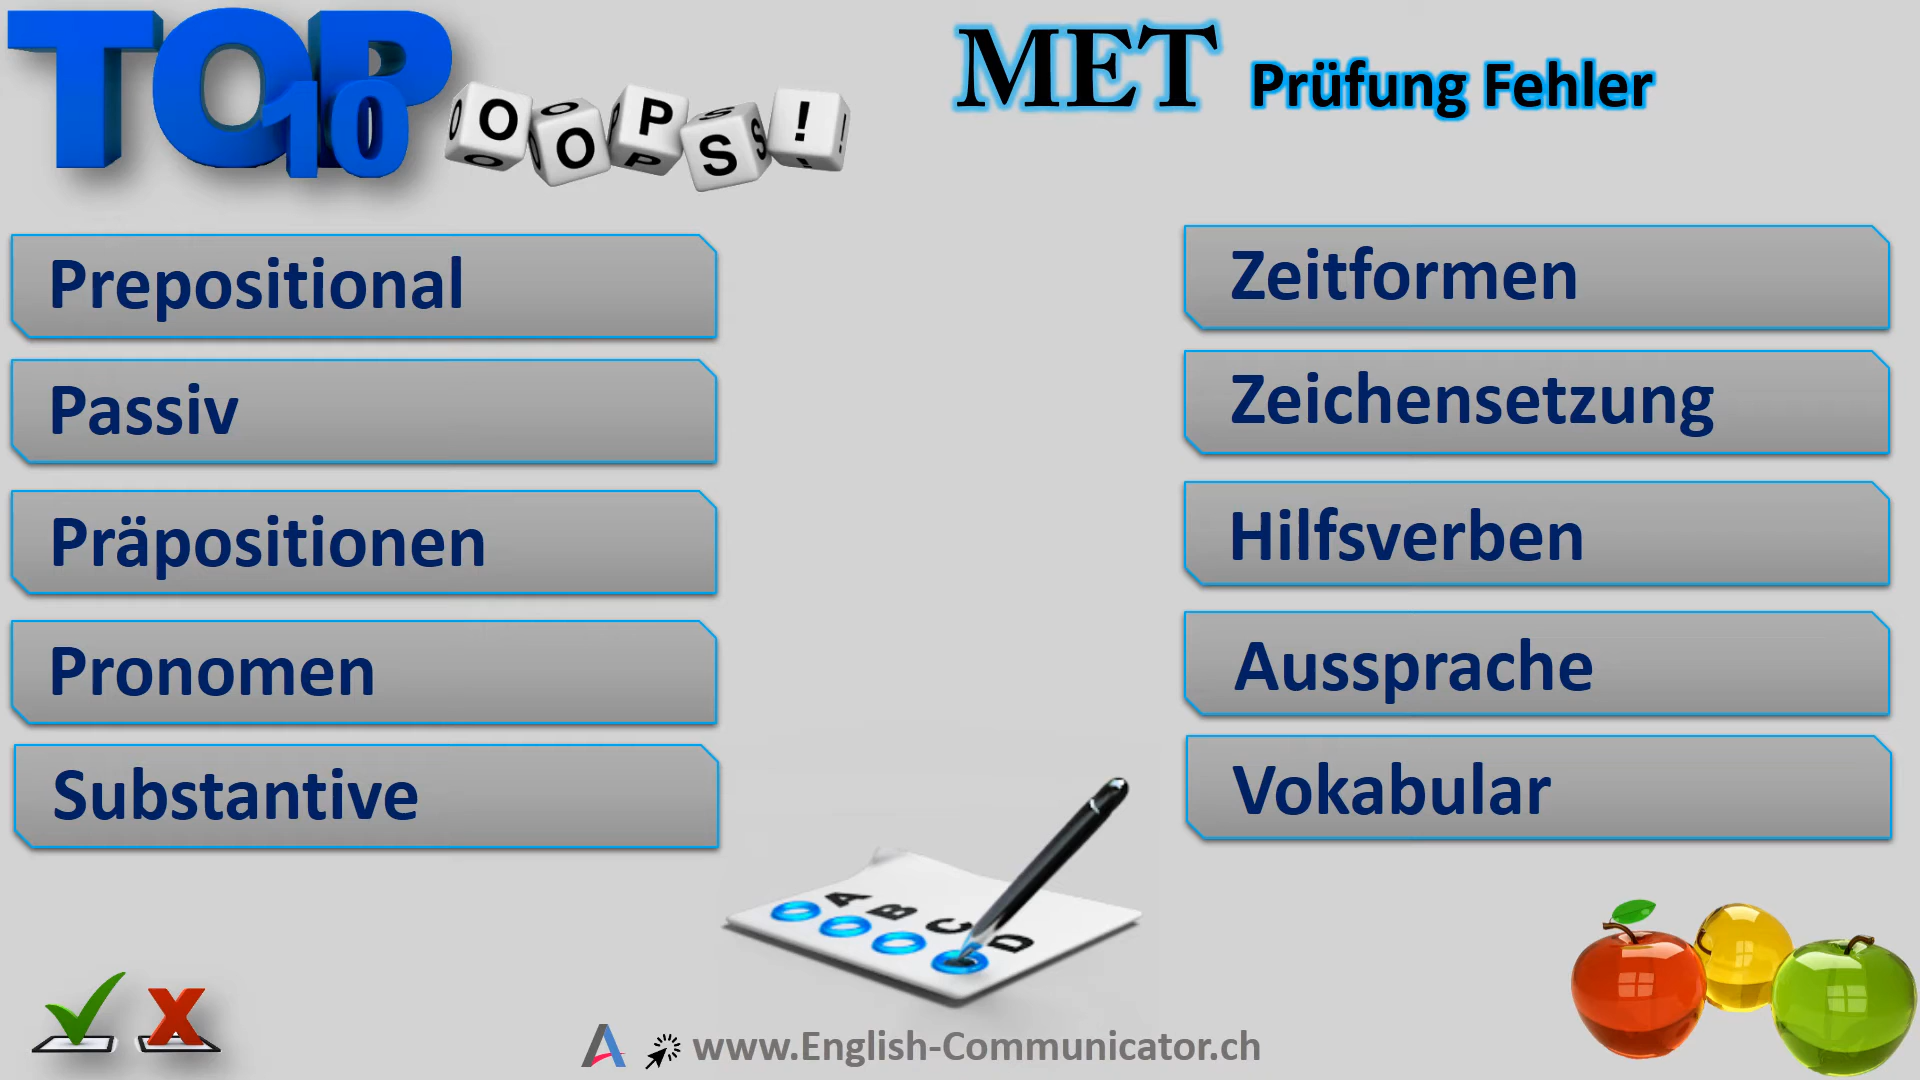 TOP
10
OOPS!
MET Prüfung Fehler
Prepositional
Passiv
Präpositionen
Pronomen
Substantive
Zeitformen
Zeichensetzung
Hilfsverben
Aussprache
Vokabular
A B C D
www.English-Communicator.ch